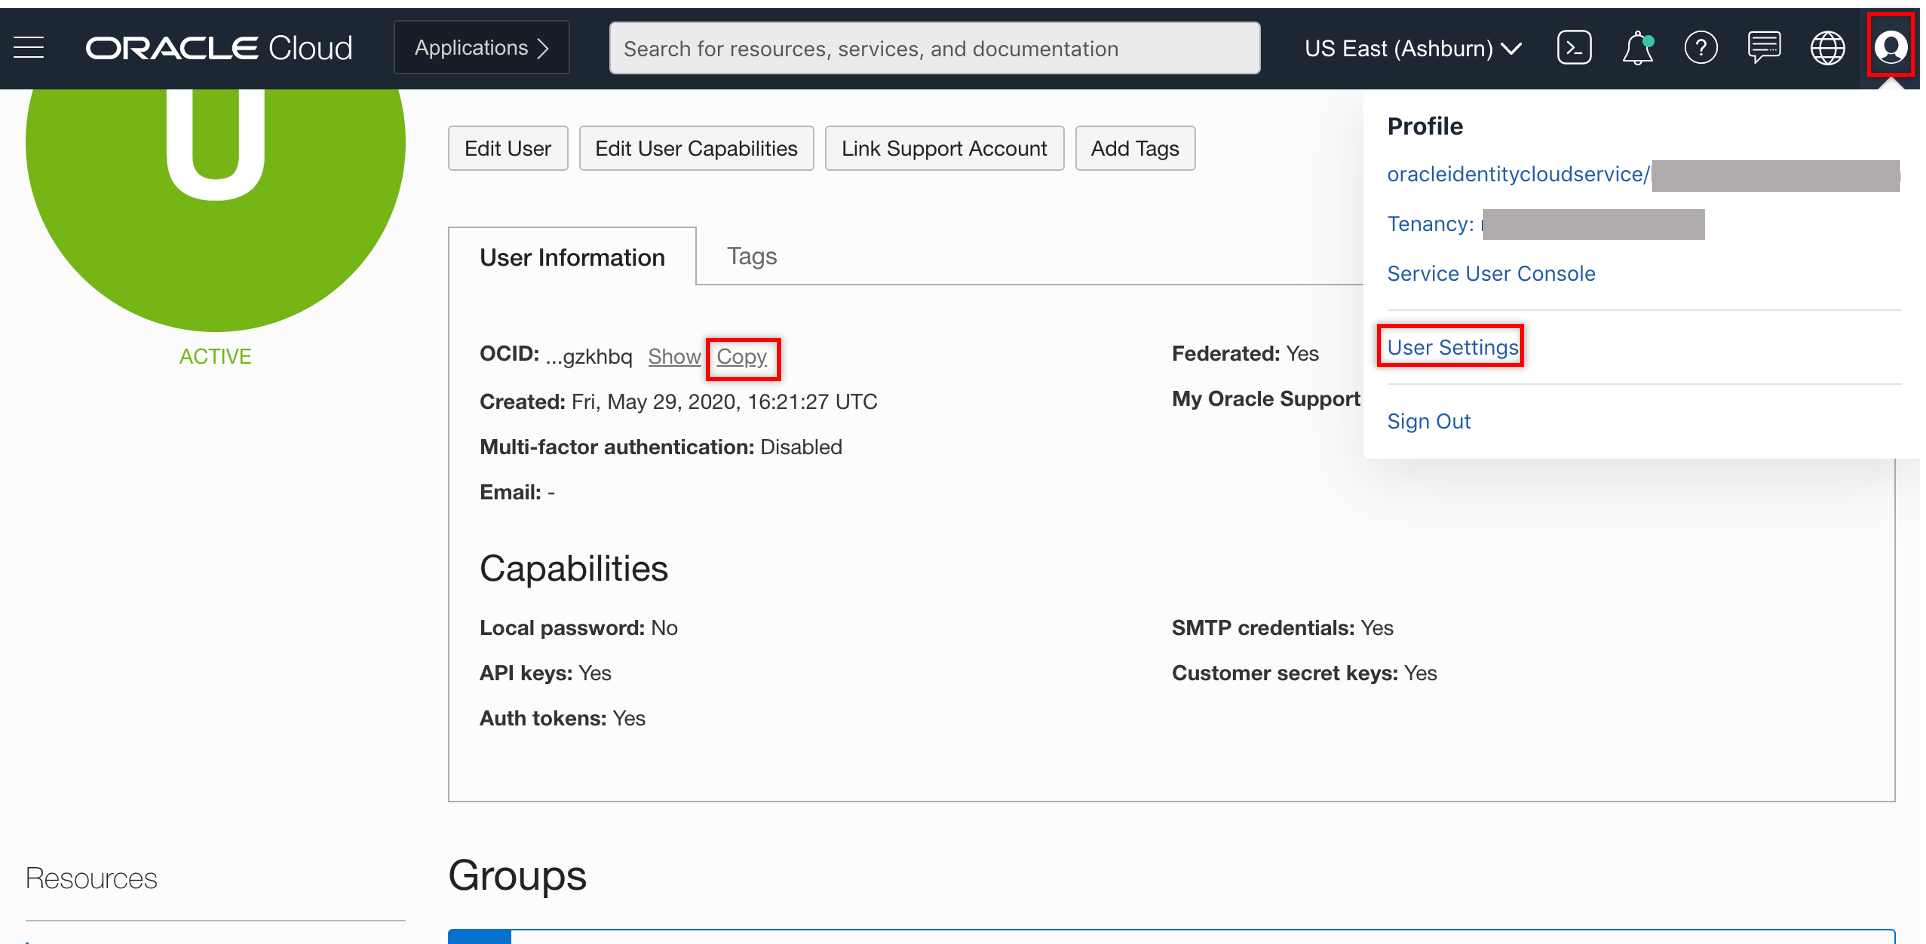 ORACLE Cloud
Applications
Search for resources, services, and documentation
US East (Ashburn)
U
ACTIVE
Edit User
Edit User Capabilities
Link Support Account
Add Tags
Profile
oracleidentitycloudservice/
Tenancy:
Service User Console
User Settings
Sign Out
User Information
Tags
OCID: ...gzkhbq Show Copy
Created: Fri, May 29, 2020, 16:21:27 UTC
Multi-factor authentication: Disabled
Email: -
Federated: Yes
My Oracle Support
Capabilities
Local password: No
API keys: Yes
Auth tokens: Yes
SMTP credentials: Yes
Customer secret keys: Yes
Resources
Groups